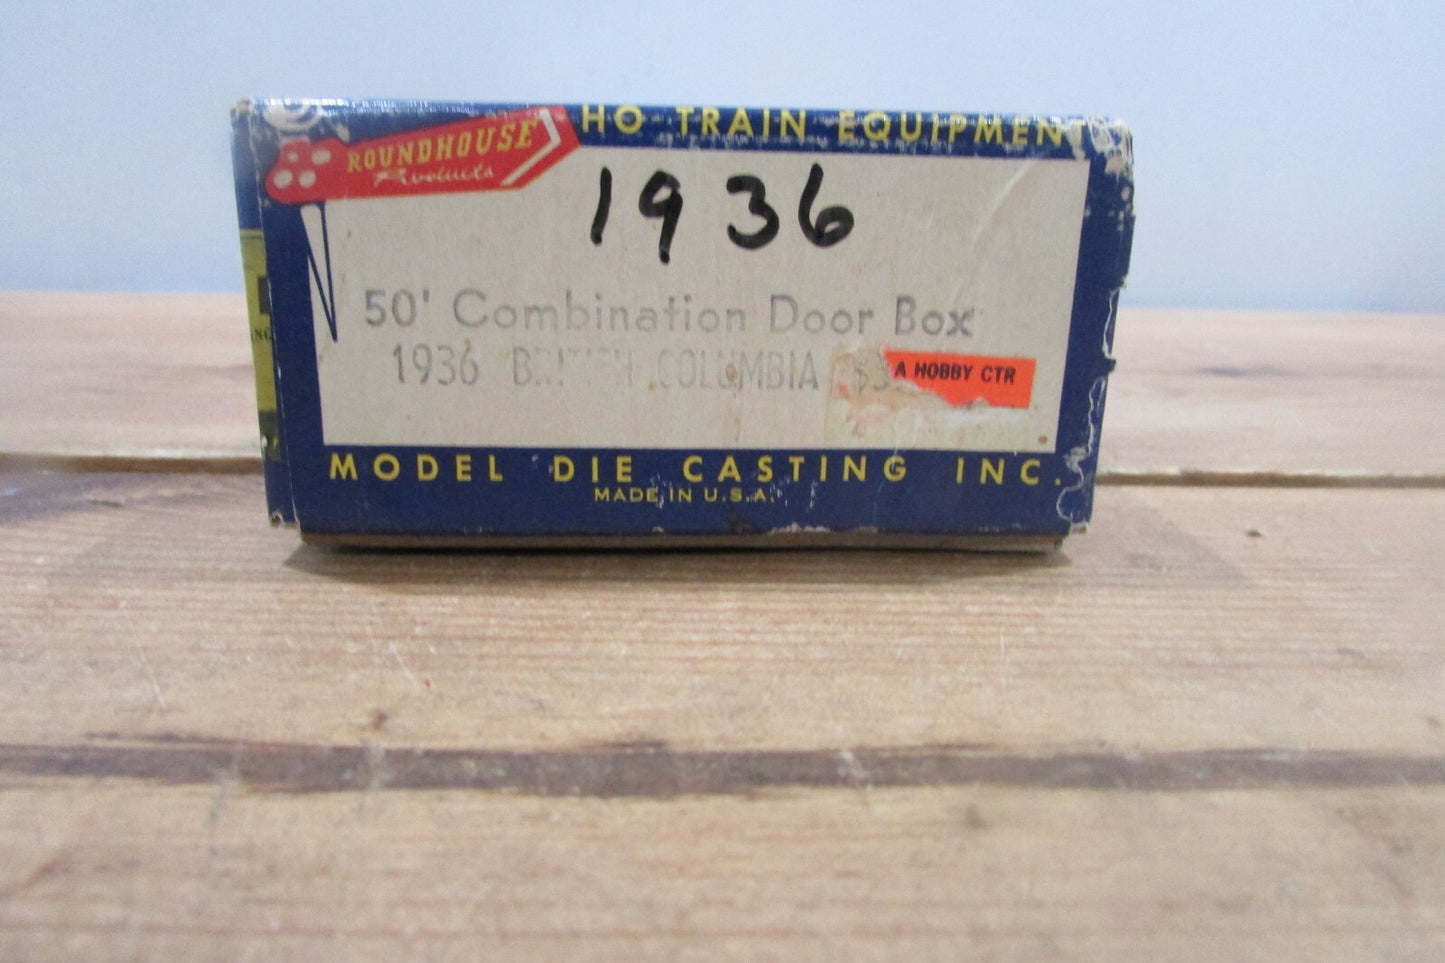 HO TRAIN EQUIPMENT
ROUNDHOUSE
Products
1936
50' Combination Door Box
1936 BRITISH COLUMBIA
A HOBBY CTR
MODEL DIE CASTING INC.
MADE IN U.S.A.